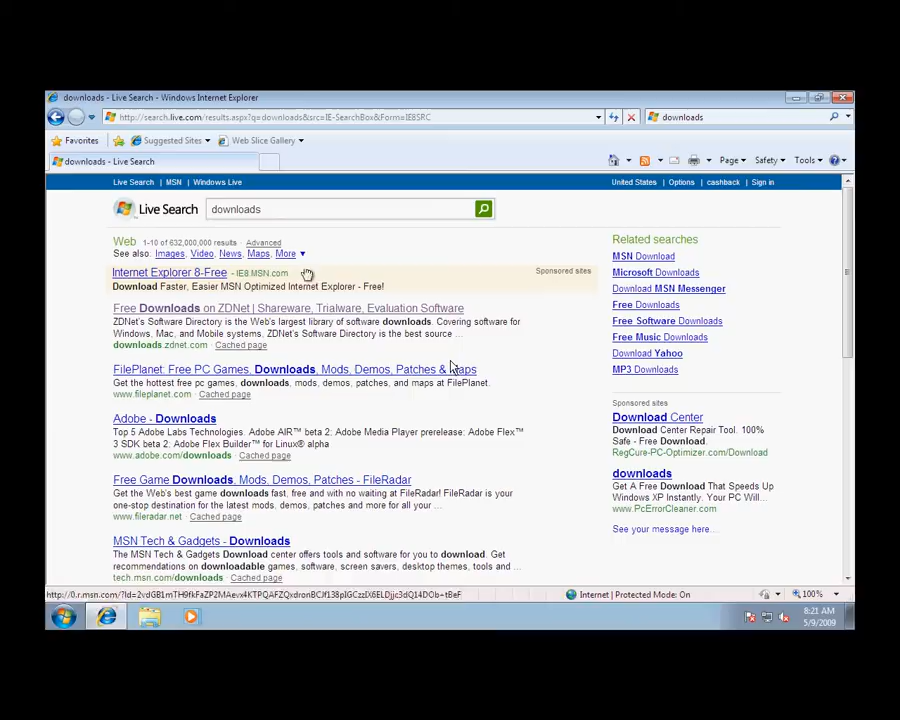 downloads - Live Search - Windows Internet Explorer
http://search.live.com/results.aspx?q=downloads&src=IE-SearchBox&Form=IE8SRC
downloads
Favorites Suggested Sites Web Slice Gallery
downloads - Live Search
Page Safety Tools
Live Search | MSN | Windows Live
United States | Options | cashback | Sign in
Live Search
downloads
Web 1-10 of 632,000,000 results · Advanced
See also: Images, Video, News, Maps, More ▼
Internet Explorer 8-Free - IE8.MSN.com
Sponsored sites
Download Faster, Easier MSN Optimized Internet Explorer - Free!
Free Downloads on ZDNet | Shareware, Trialware, Evaluation Software
ZDNet's Software Directory is the Web's largest library of software downloads. Covering software for
Windows, Mac, and Mobile systems, ZDNet's Software Directory is the best source ...
downloads.zdnet.com · Cached page
FilePlanet: Free PC Games, Downloads, Mods, Demos, Patches & Maps
Get the hottest free pc games, downloads, mods, demos, patches, and maps at FilePlanet.
www.fileplanet.com · Cached page
Adobe - Downloads
Top 5 Adobe Labs Technologies. Adobe AIR™ beta 2: Adobe Media Player prerelease: Adobe Flex™
3 SDK beta 2: Adobe Flex Builder™ for Linux® alpha
www.adobe.com/downloads · Cached page
Free Game Downloads, Mods, Demos, Patches - FileRadar
Get the Web's best game downloads fast, free and with no waiting at FileRadar! FileRadar is your
one-stop destination for the latest mods, demos, patches and more for all your ...
www.fileradar.net · Cached page
MSN Tech & Gadgets - Downloads
The MSN Tech & Gadgets Download center offers tools and software for you to download. Get
recommendations on downloadable games, software, screen savers, desktop themes, tools and ...
tech.msn.com/downloads · Cached page
Related searches
MSN Download
Microsoft Downloads
Download MSN Messenger
Free Downloads
Free Software Downloads
Free Music Downloads
Download Yahoo
MP3 Downloads
Sponsored sites
Download Center
Download Center Repair Tool. 100%
Safe - Free Download.
RegCure-PC-Optimizer.com/Download
downloads
Get A Free Download That Speeds Up
Windows XP Instantly. Your PC Will...
www.PcErrorCleaner.com
See your message here...
Internet | Protected Mode: On
100%
8:21 AM
5/9/2009